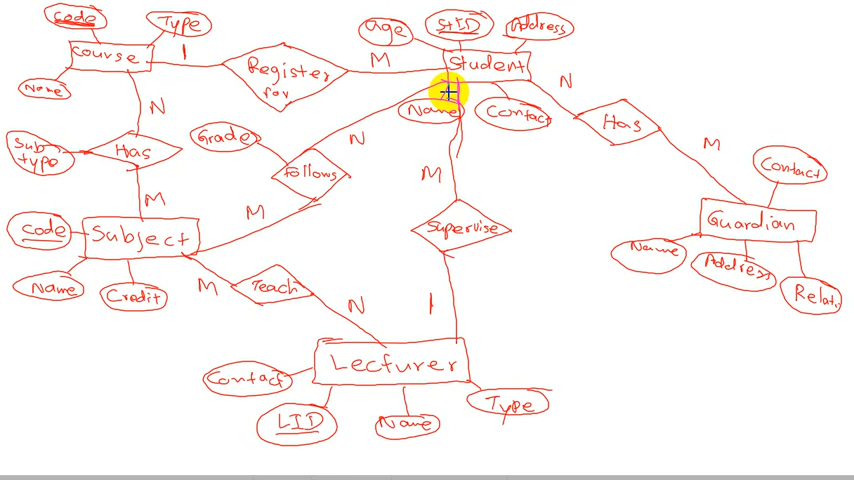 code
Type
Course
Name
1
Register
for
M
age
StID
Address
Student
Name
Contact
N
Has
M
Contact
Guardian
Name
Address
Relati
N
Has
Sub
type
M
Grade
Follows
N
M
M
Supervise
1
code
Subject
Name
Credit
M
Teach
N
Lecturer
Contact
LID
Name
Type